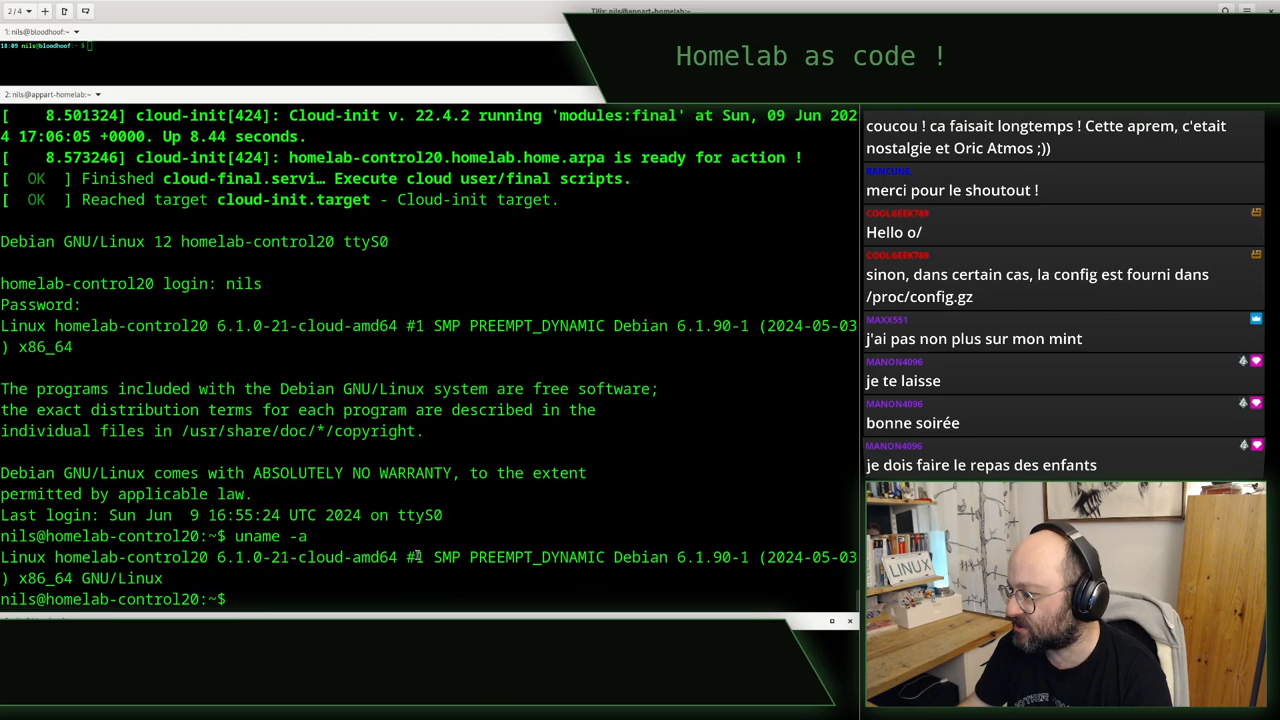 2 / 4
Tilix: nils@appart-homelab:~
Homelab as code !
1: nils@bloodhoof:~
18:09 nils@bloodhoof:~ $
2: nils@appart-homelab:~
[    8.501324] cloud-init[424]: Cloud-init v. 22.4.2 running 'modules:final' at Sun, 09 Jun 202
4 17:06:05 +0000. Up 8.44 seconds.
[    8.573246] cloud-init[424]: homelab-control20.homelab.home.arpa is ready for action !
[  OK  ] Finished cloud-final.servi… Execute cloud user/final scripts.
[  OK  ] Reached target cloud-init.target - Cloud-init target.
Debian GNU/Linux 12 homelab-control20 ttyS0
homelab-control20 login: nils
Password:
Linux homelab-control20 6.1.0-21-cloud-amd64 #1 SMP PREEMPT_DYNAMIC Debian 6.1.90-1 (2024-05-03
) x86_64
The programs included with the Debian GNU/Linux system are free software;
the exact distribution terms for each program are described in the
individual files in /usr/share/doc/*/copyright.
Debian GNU/Linux comes with ABSOLUTELY NO WARRANTY, to the extent
permitted by applicable law.
Last login: Sun Jun  9 16:55:24 UTC 2024 on ttyS0
nils@homelab-control20:~$ uname -a
Linux homelab-control20 6.1.0-21-cloud-amd64 #1 SMP PREEMPT_DYNAMIC Debian 6.1.90-1 (2024-05-03
) x86_64 GNU/Linux
nils@homelab-control20:~$
coucou ! ca faisait longtemps ! Cette aprem, c'etait
nostalgie et Oric Atmos ;))
RANCUNE
merci pour le shoutout !
COOLGEEK789
Hello o/
COOLGEEK789
sinon, dans certain cas, la config est fourni dans
/proc/config.gz
MAXX551
j'ai pas non plus sur mon mint
MANON4096
je te laisse
MANON4096
bonne soirée
MANON4096
je dois faire le repas des enfants
LINUX